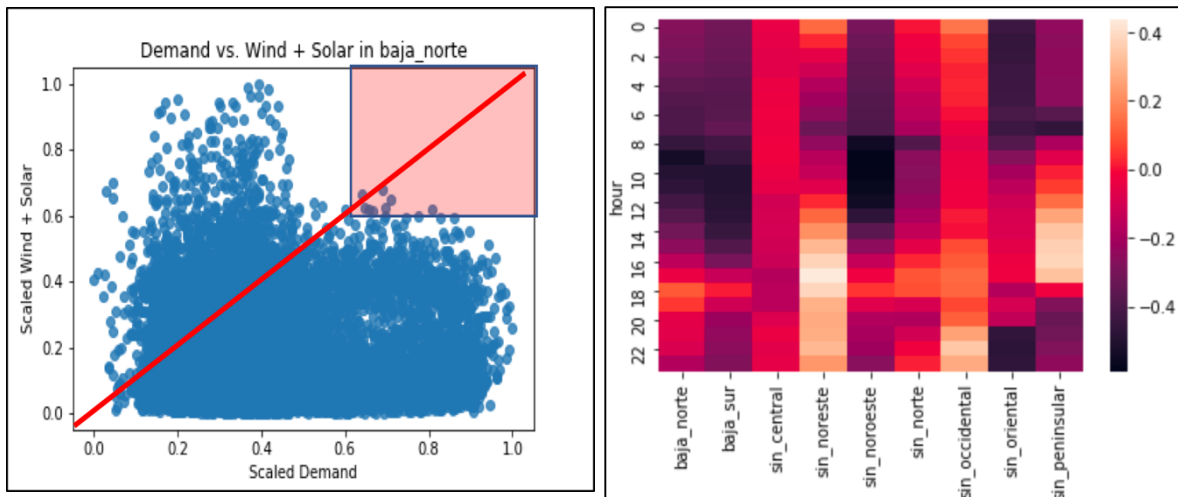 Demand vs. Wind + Solar in baja_norte
Scaled Wind + Solar
1.0
0.8
0.6
0.4
0.2
0.0
0.0 0.2 0.4 0.6 0.8 1.0
Scaled Demand
hour
0
2
4
6
8
10
12
14
16
18
20
22
baja_norte
baja_sur
sin_central
sin_noreste
sin_noroeste
sin_norte
sin_occidental
sin_oriental
sin_peninsular
0.4
0.2
0.0
−0.2
−0.4